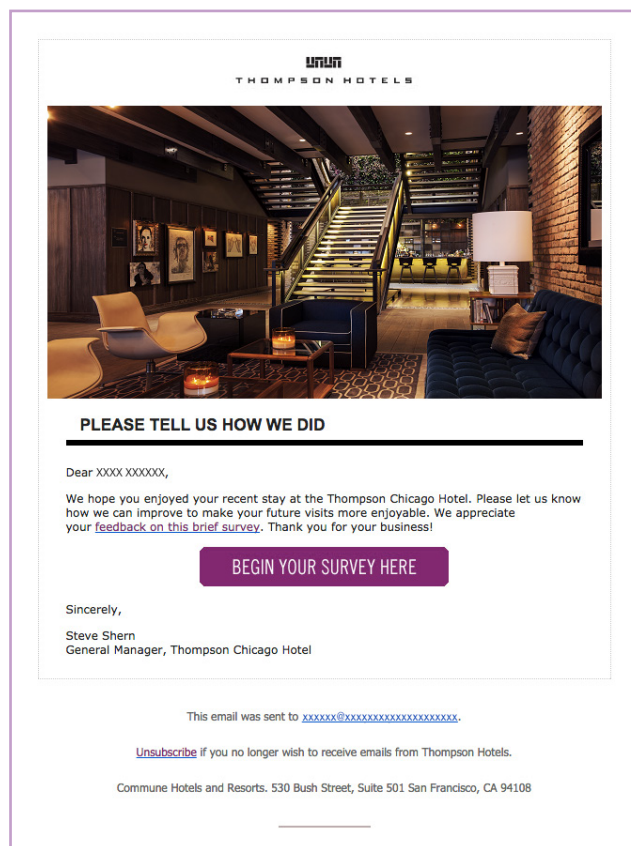 THOMPSON HOTELS
PLEASE TELL US HOW WE DID
Dear XXXX XXXXXX,
We hope you enjoyed your recent stay at the Thompson Chicago Hotel. Please let us know
how we can improve to make your future visits more enjoyable. We appreciate
your feedback on this brief survey. Thank you for your business!
BEGIN YOUR SURVEY HERE
Sincerely,
Steve Shern
General Manager, Thompson Chicago Hotel
This email was sent to xxxxxx@xxxxxxxxxxxxxxxxxxxx.
Unsubscribe if you no longer wish to receive emails from Thompson Hotels.
Commune Hotels and Resorts. 530 Bush Street, Suite 501 San Francisco, CA 94108